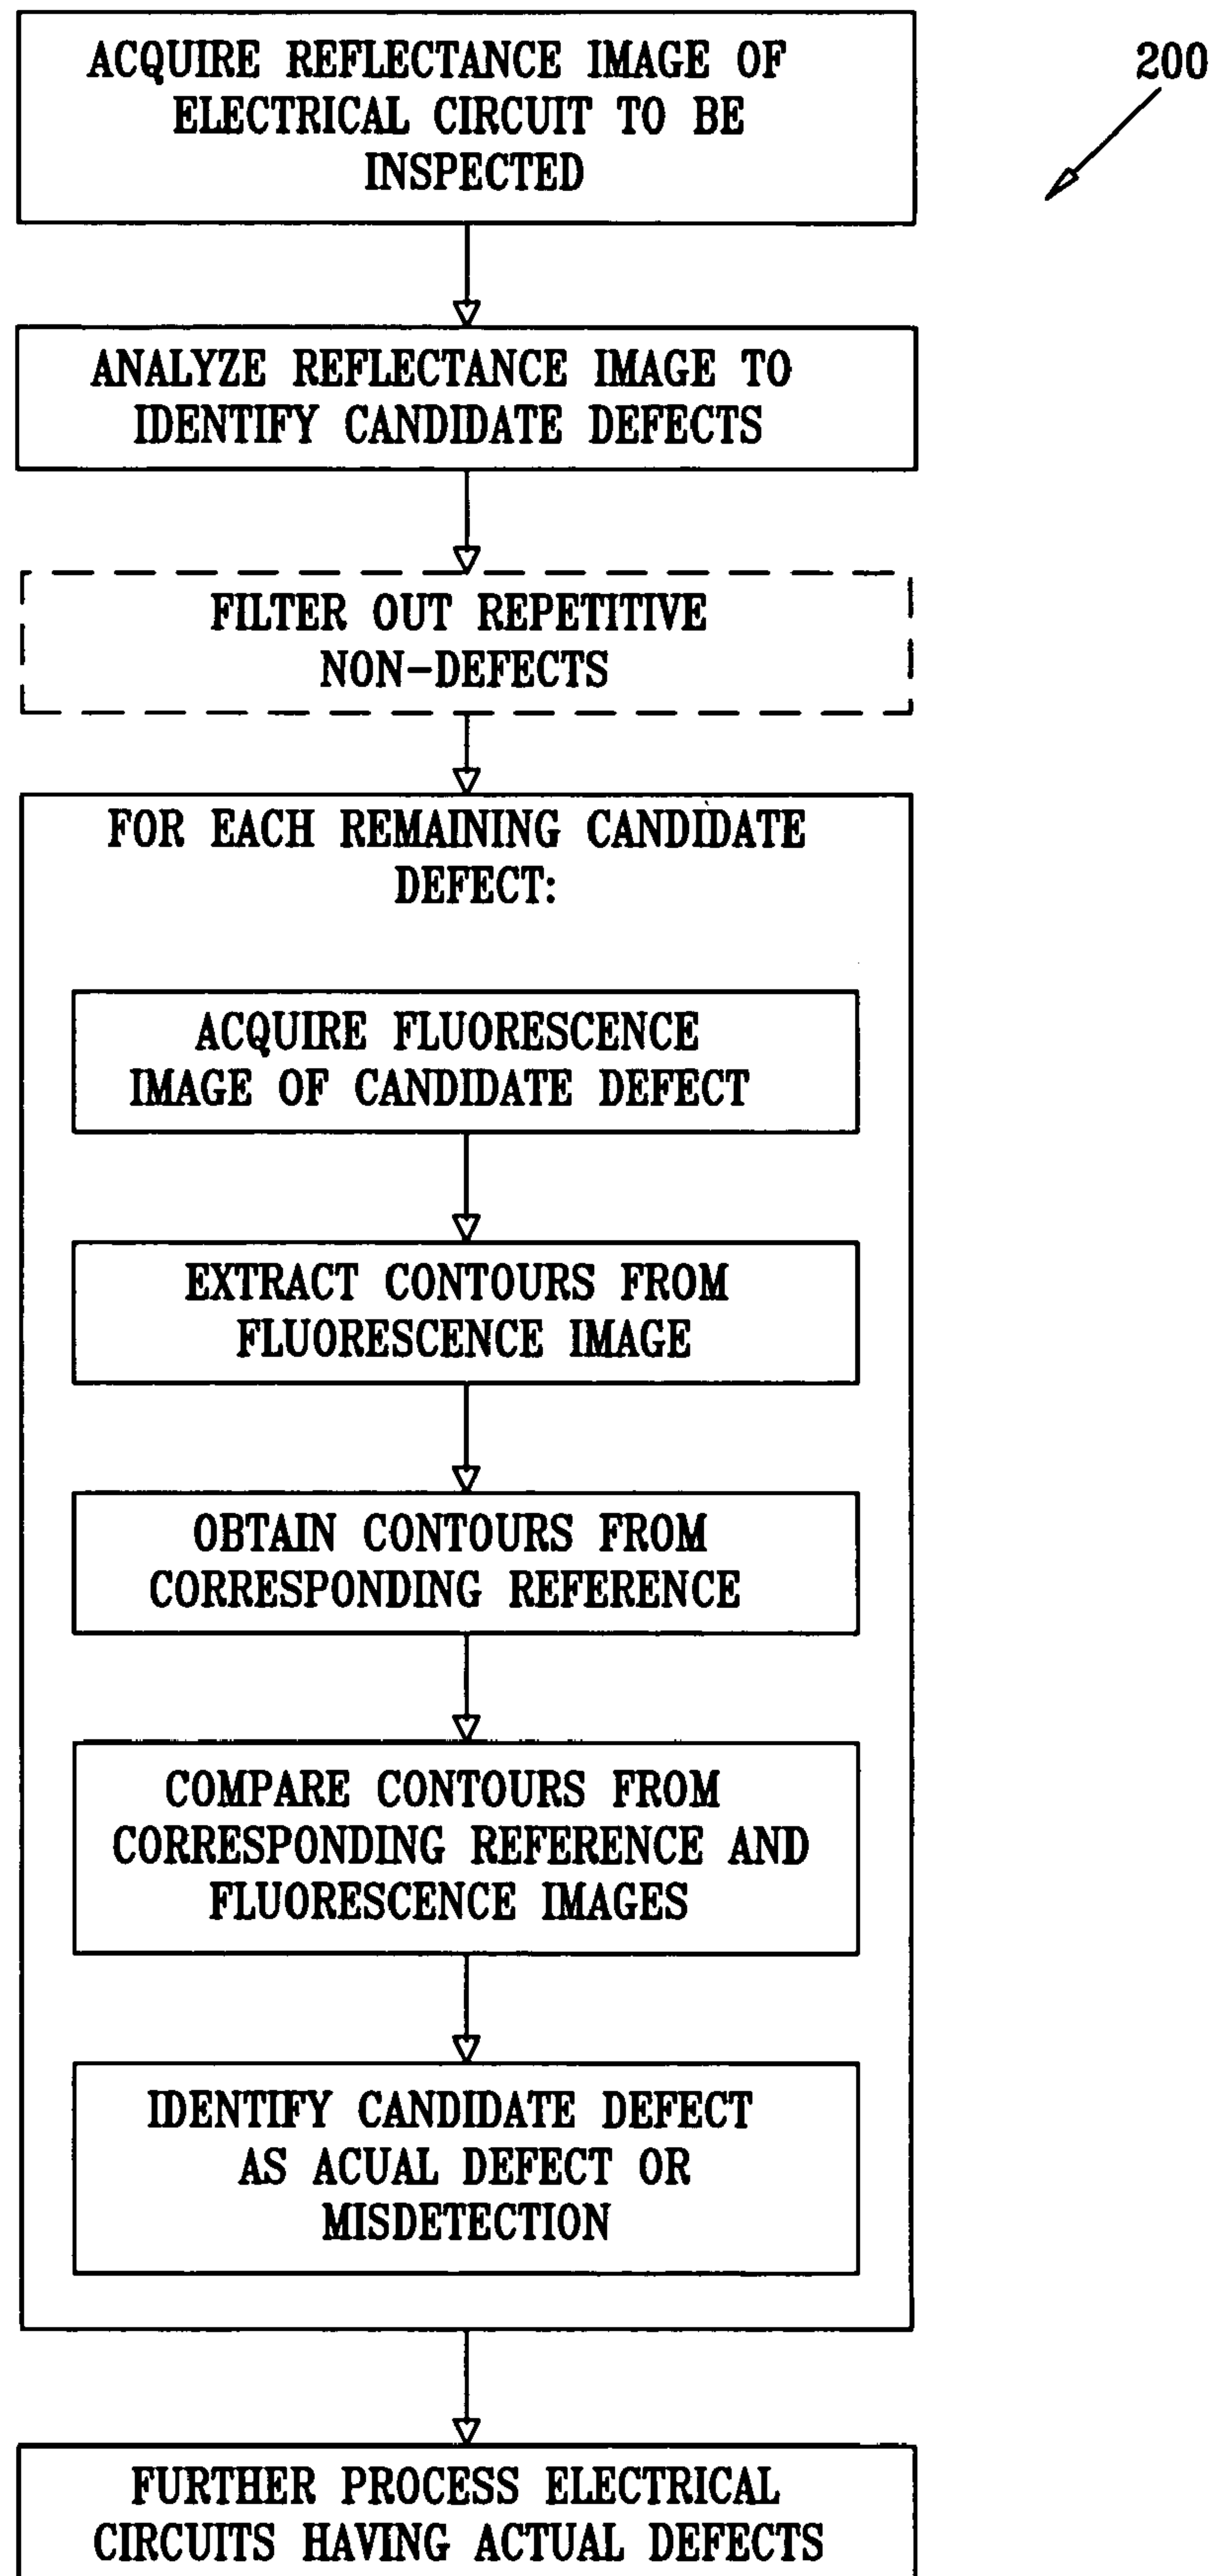 ACQUIRE REFLECTANCE IMAGE OF
ELECTRICAL CIRCUIT TO BE
INSPECTED
200
ANALYZE REFLECTANCE IMAGE TO
IDENTIFY CANDIDATE DEFECTS
FILTER OUT REPETITIVE
NON-DEFECTS
FOR EACH REMAINING CANDIDATE
DEFECT:
ACQUIRE FLUORESCENCE
IMAGE OF CANDIDATE DEFECT
EXTRACT CONTOURS FROM
FLUORESCENCE IMAGE
OBTAIN CONTOURS FROM
CORRESPONDING REFERENCE
COMPARE CONTOURS FROM
CORRESPONDING REFERENCE AND
FLUORESCENCE IMAGES
IDENTIFY CANDIDATE DEFECT
AS ACUAL DEFECT OR
MISDETECTION
FURTHER PROCESS ELECTRICAL
CIRCUITS HAVING ACTUAL DEFECTS